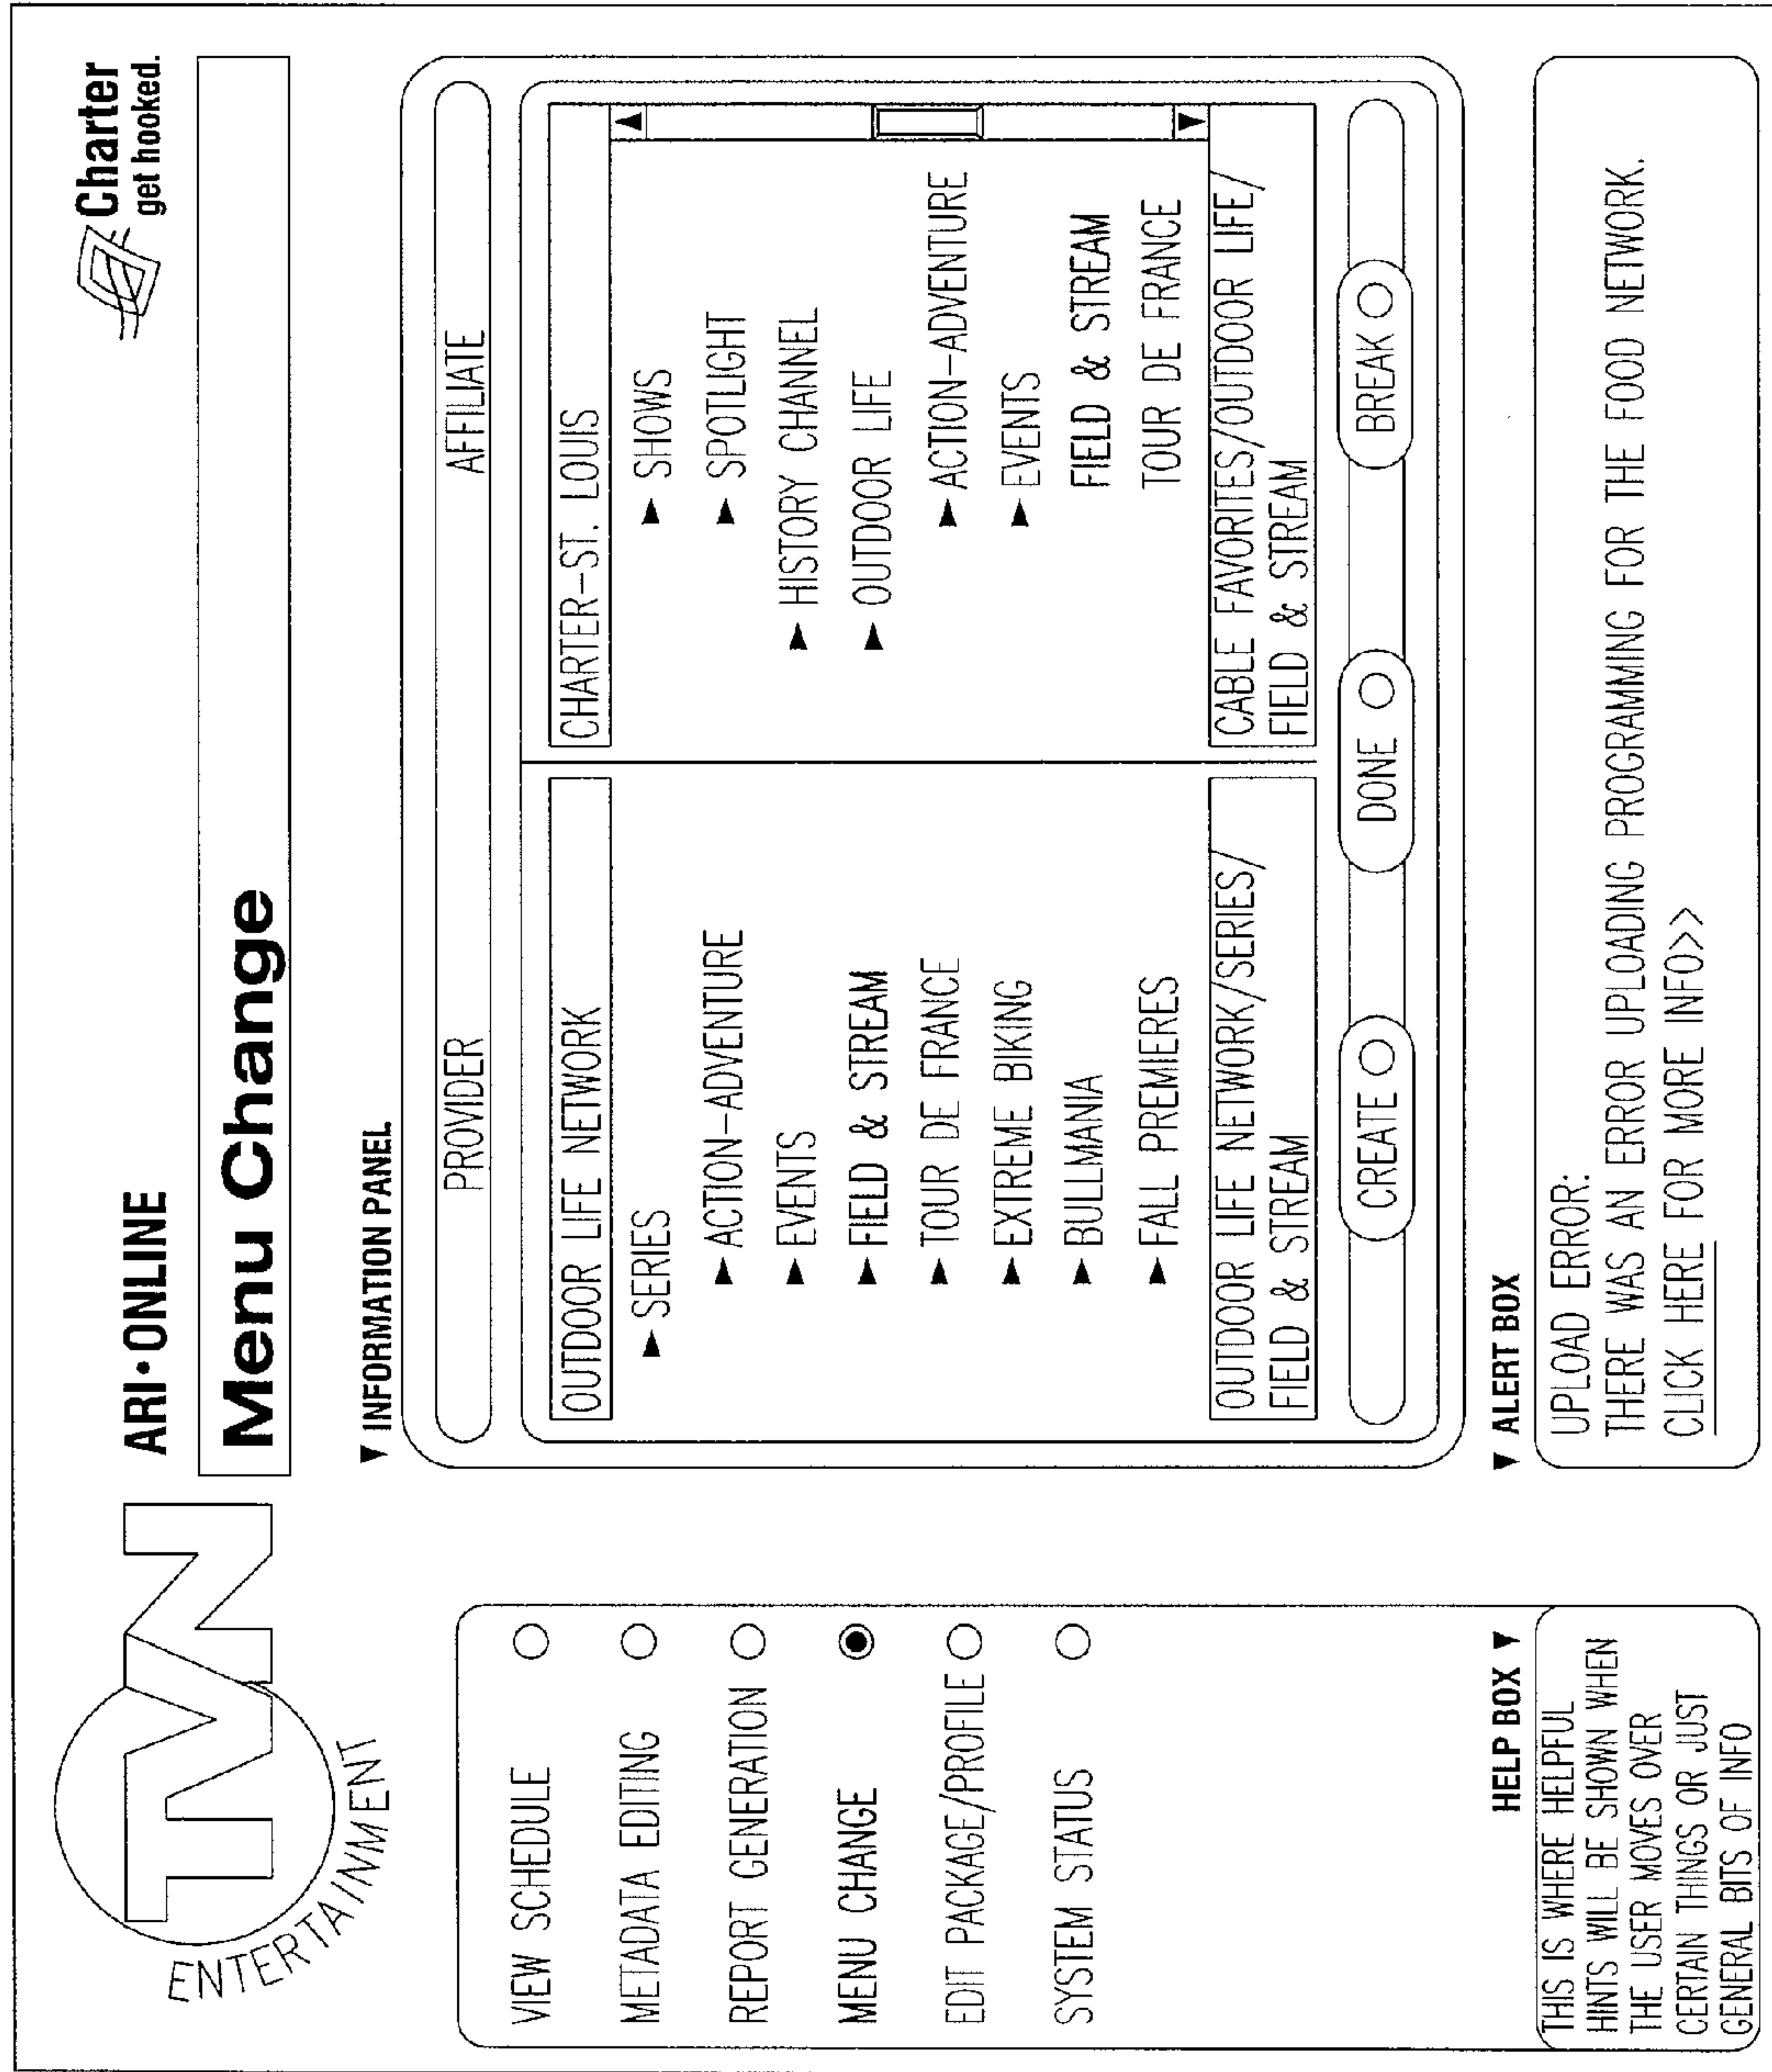 TVN
ENTERTAINMENT
ARI·ONLINE
Charter
get hooked.
Menu Change
VIEW SCHEDULE
METADATA EDITING
REPORT GENERATION
MENU CHANGE
EDIT PACKAGE/PROFILE
SYSTEM STATUS
HELP BOX ▼
THIS IS WHERE HELPFUL
HINTS WILL BE SHOWN WHEN
THE USER MOVES OVER
CERTAIN THINGS OR JUST
GENERAL BITS OF INFO
▼ INFORMATION PANEL
PROVIDER
AFFILIATE
OUTDOOR LIFE NETWORK
► SERIES
► ACTION-ADVENTURE
► EVENTS
► FIELD & STREAM
► TOUR DE FRANCE
► EXTREME BIKING
► BULLMANIA
► FALL PREMIERES
OUTDOOR LIFE NETWORK/SERIES/
FIELD & STREAM
CHARTER-ST. LOUIS
► SHOWS
► SPOTLIGHT
► HISTORY CHANNEL
► OUTDOOR LIFE
► ACTION-ADVENTURE
► EVENTS
FIELD & STREAM
TOUR DE FRANCE
CABLE FAVORITES/OUTDOOR LIFE/
FIELD & STREAM
CREATE
DONE
BREAK
▼ ALERT BOX
UPLOAD ERROR:
THERE WAS AN ERROR UPLOADING PROGRAMMING FOR THE FOOD NETWORK.
CLICK HERE FOR MORE INFO>>